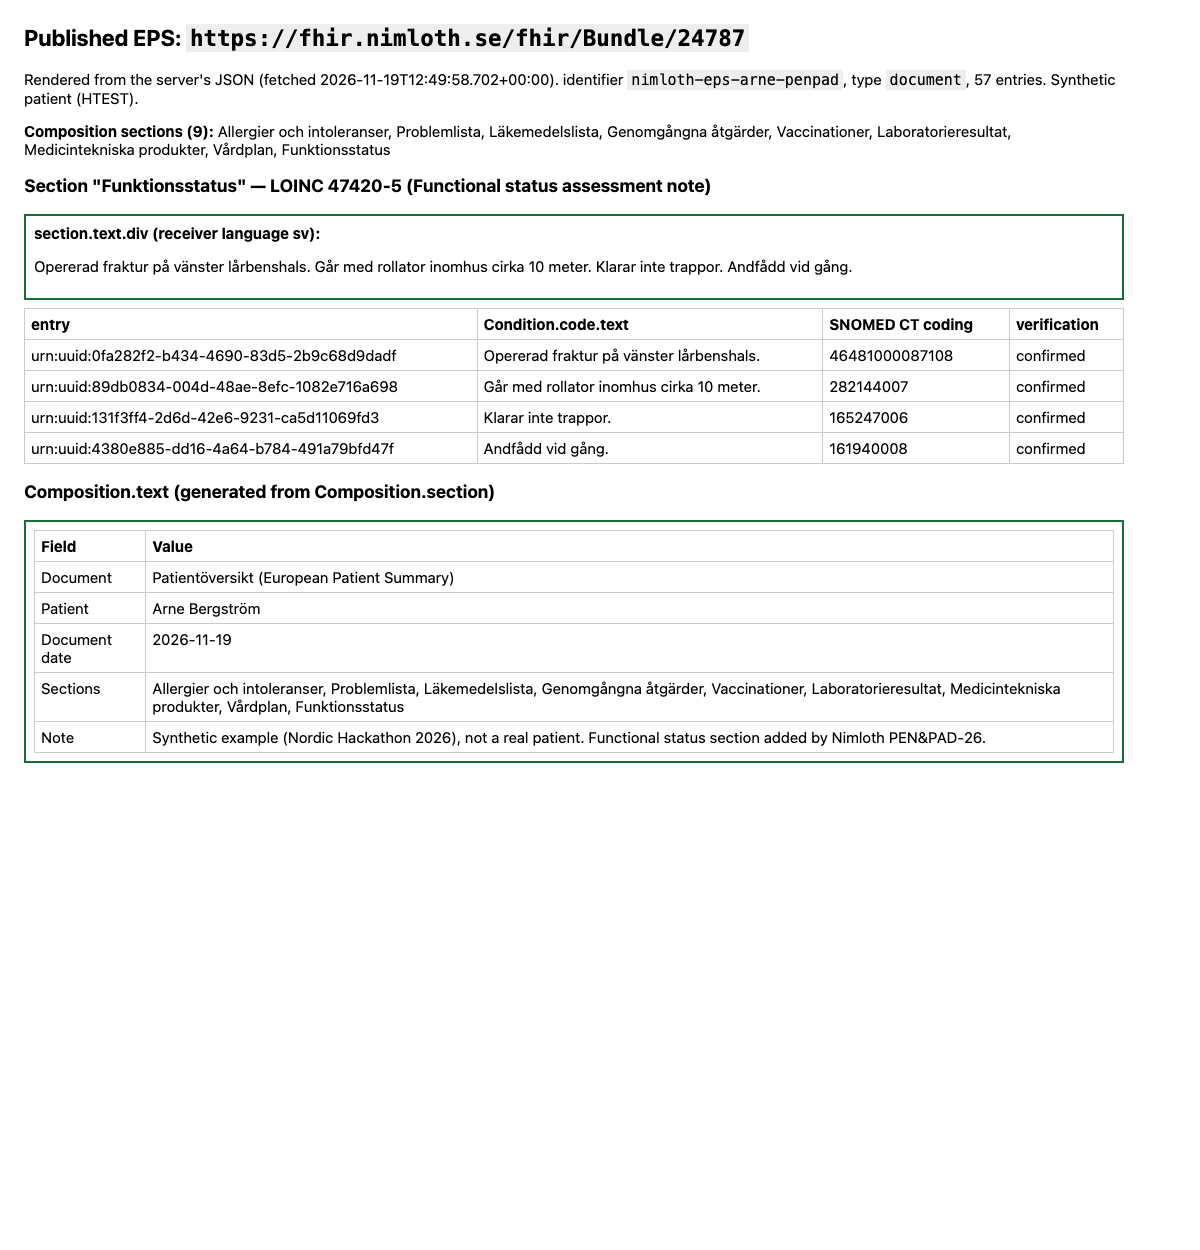 Published EPS: https://fhir.nimloth.se/fhir/Bundle/24787
Rendered from the server's JSON (fetched 2026-11-19T12:49:58.702+00:00). identifier nimloth-eps-arne-penpad, type document, 57 entries. Synthetic
patient (HTEST).
Composition sections (9): Allergier och intoleranser, Problemlista, Läkemedelslista, Genomgångna åtgärder, Vaccinationer, Laboratorieresultat,
Medicintekniska produkter, Vårdplan, Funktionsstatus
Section "Funktionsstatus" — LOINC 47420-5 (Functional status assessment note)
section.text.div (receiver language sv):
Opererad fraktur på vänster lårbenshals. Går med rollator inomhus cirka 10 meter. Klarar inte trappor. Andfådd vid gång.
entry Condition.code.text SNOMED CT coding verification
urn:uuid:0fa282f2-b434-4690-83d5-2b9c68d9dadf Opererad fraktur på vänster lårbenshals. 46481000087108 confirmed
urn:uuid:89db0834-004d-48ae-8efc-1082e716a698 Går med rollator inomhus cirka 10 meter. 282144007 confirmed
urn:uuid:131f3ff4-2d6d-42e6-9231-ca5d11069fd3 Klarar inte trappor. 165247006 confirmed
urn:uuid:4380e885-dd16-4a64-b784-491a79bfd47f Andfådd vid gång. 161940008 confirmed
Composition.text (generated from Composition.section)
Field Value
Document Patientöversikt (European Patient Summary)
Patient Arne Bergström
Document 2026-11-19
date
Sections Allergier och intoleranser, Problemlista, Läkemedelslista, Genomgångna åtgärder, Vaccinationer, Laboratorieresultat, Medicintekniska
produkter, Vårdplan, Funktionsstatus
Note Synthetic example (Nordic Hackathon 2026), not a real patient. Functional status section added by Nimloth PEN&PAD-26.